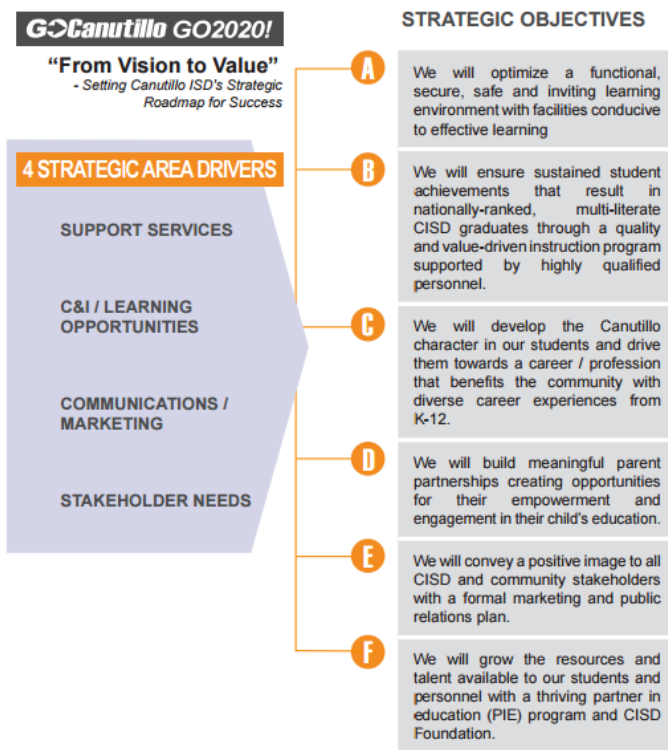 GOCanutillo GO2020!
“From Vision to Value”
- Setting Canutillo ISD's Strategic
Roadmap for Success
4 STRATEGIC AREA DRIVERS
SUPPORT SERVICES
C&I / LEARNING
OPPORTUNITIES
COMMUNICATIONS /
MARKETING
STAKEHOLDER NEEDS
STRATEGIC OBJECTIVES
A
We will optimize a functional,
secure, safe and inviting learning
environment with facilities conducive
to effective learning
B
We will ensure sustained student
achievements that result in
nationally-ranked, multi-literate
CISD graduates through a quality
and value-driven instruction program
supported by highly qualified
personnel.
C
We will develop the Canutillo
character in our students and drive
them towards a career / profession
that benefits the community with
diverse career experiences from
K-12.
D
We will build meaningful parent
partnerships creating opportunities
for their empowerment and
engagement in their child's education.
E
We will convey a positive image to all
CISD and community stakeholders
with a formal marketing and public
relations plan.
F
We will grow the resources and
talent available to our students and
personnel with a thriving partner in
education (PIE) program and CISD
Foundation.